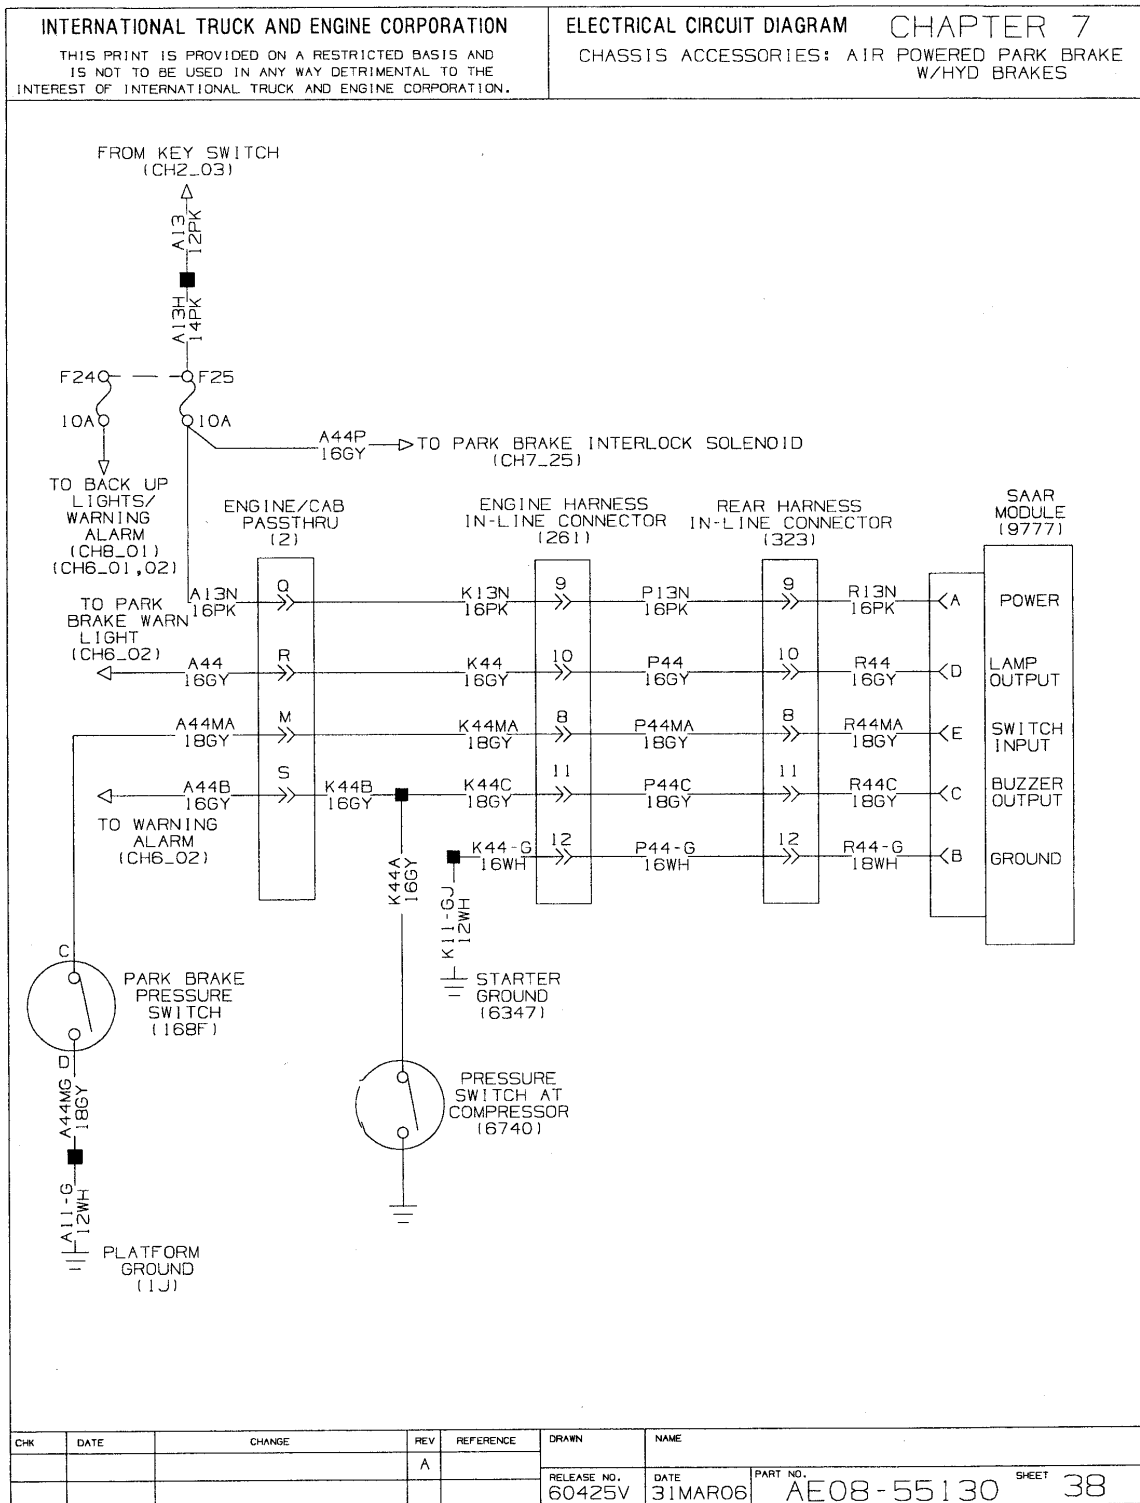 INTERNATIONAL TRUCK AND ENGINE CORPORATION
THIS PRINT IS PROVIDED ON A RESTRICTED BASIS AND
IS NOT TO BE USED IN ANY WAY DETRIMENTAL TO THE
INTEREST OF INTERNATIONAL TRUCK AND ENGINE CORPORATION.
ELECTRICAL CIRCUIT DIAGRAM CHAPTER 7
CHASSIS ACCESSORIES: AIR POWERED PARK BRAKE
W/HYD BRAKES
FROM KEY SWITCH
(CH2_03)
A13
12PK
A13H
14PK
F24
F25
10A
10A
A44P
16GY
TO PARK BRAKE INTERLOCK SOLENOID
(CH7_25)
TO BACK UP
LIGHTS/
WARNING
ALARM
(CH8_01)
(CH6_01,02)
ENGINE/CAB
PASSTHRU
(2)
ENGINE HARNESS
IN-LINE CONNECTOR
(261)
REAR HARNESS
IN-LINE CONNECTOR
(323)
SAAR
MODULE
(9777)
A13N
16PK
Q
K13N
16PK
9
P13N
16PK
9
R13N
16PK
A
POWER
TO PARK
BRAKE WARN
LIGHT
(CH6_02)
A44
16GY
R
K44
16GY
10
P44
16GY
10
R44
16GY
D
LAMP
OUTPUT
A44MA
18GY
M
K44MA
18GY
8
P44MA
18GY
8
R44MA
18GY
E
SWITCH
INPUT
A44B
16GY
S
K44B
16GY
K44C
18GY
11
P44C
18GY
11
R44C
18GY
C
BUZZER
OUTPUT
TO WARNING
ALARM
(CH6_02)
K44A
16GY
K44-G
16WH
12
P44-G
16WH
12
R44-G
18WH
B
GROUND
K11-GJ
12WH
STARTER
GROUND
(6347)
C
PARK BRAKE
PRESSURE
SWITCH
(168F)
D
A44MG
18GY
PRESSURE
SWITCH AT
COMPRESSOR
(6740)
A11-G
12WH
PLATFORM
GROUND
(1J)
CHK DATE CHANGE REV REFERENCE DRAWN NAME
A
RELEASE NO. DATE PART NO. SHEET
60425V 31MAR06 AE08-55130 38